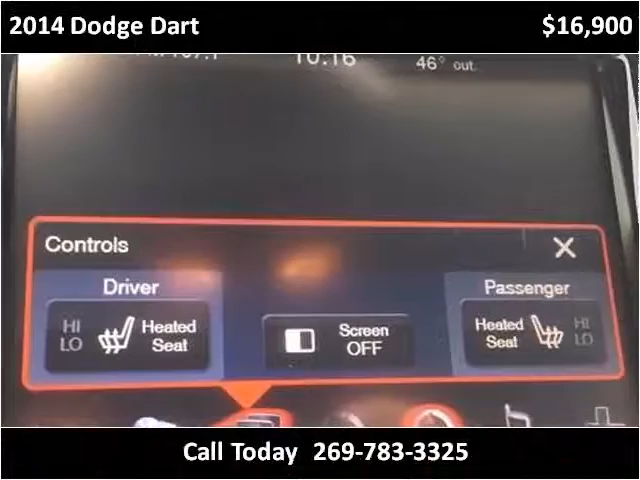 2014 Dodge Dart $16,900
10:16 46° out.
Controls
Driver Passenger
HI LO Heated Seat Screen OFF Heated Seat HI LO
Call Today 269-783-3325